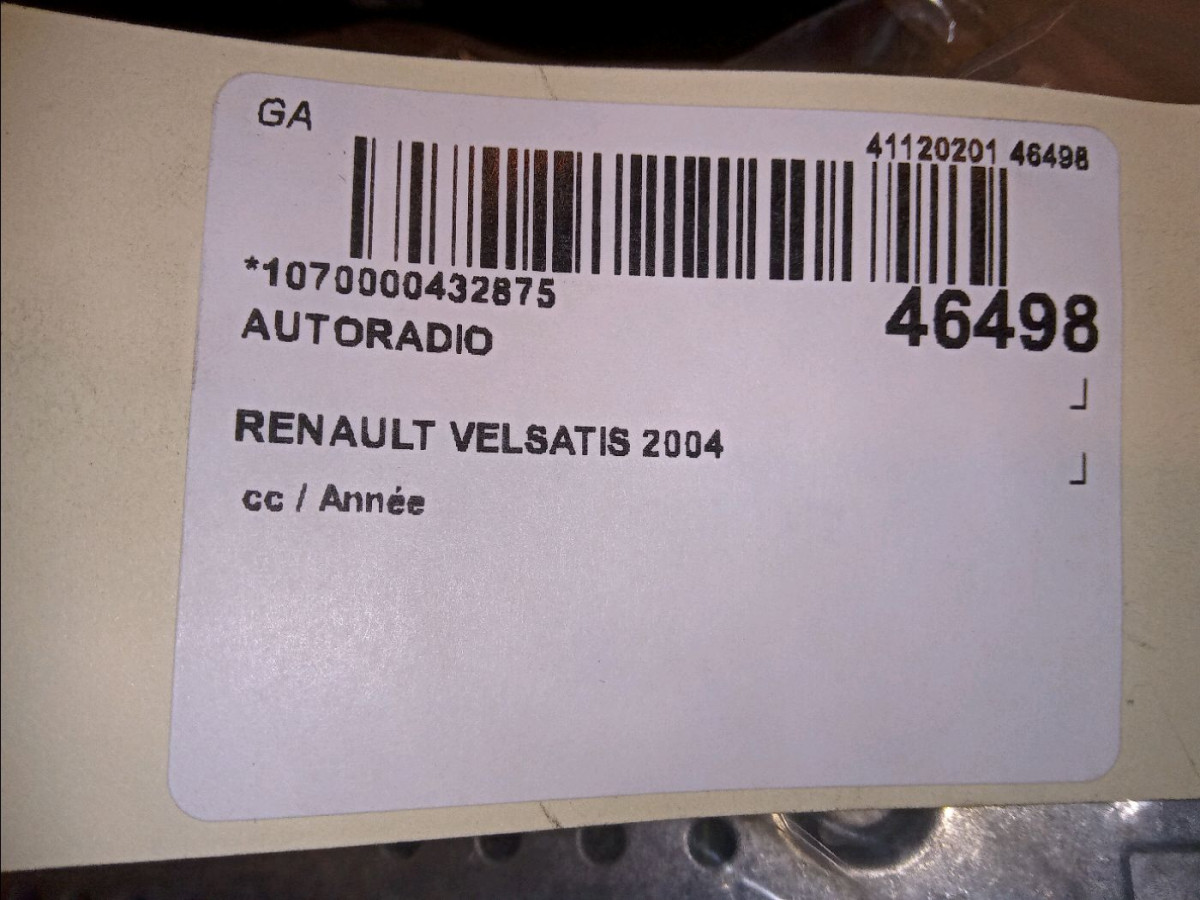 GA
41120201 46498
*1070000432875
46498
AUTORADIO
RENAULT VELSATIS 2004
cc / Année